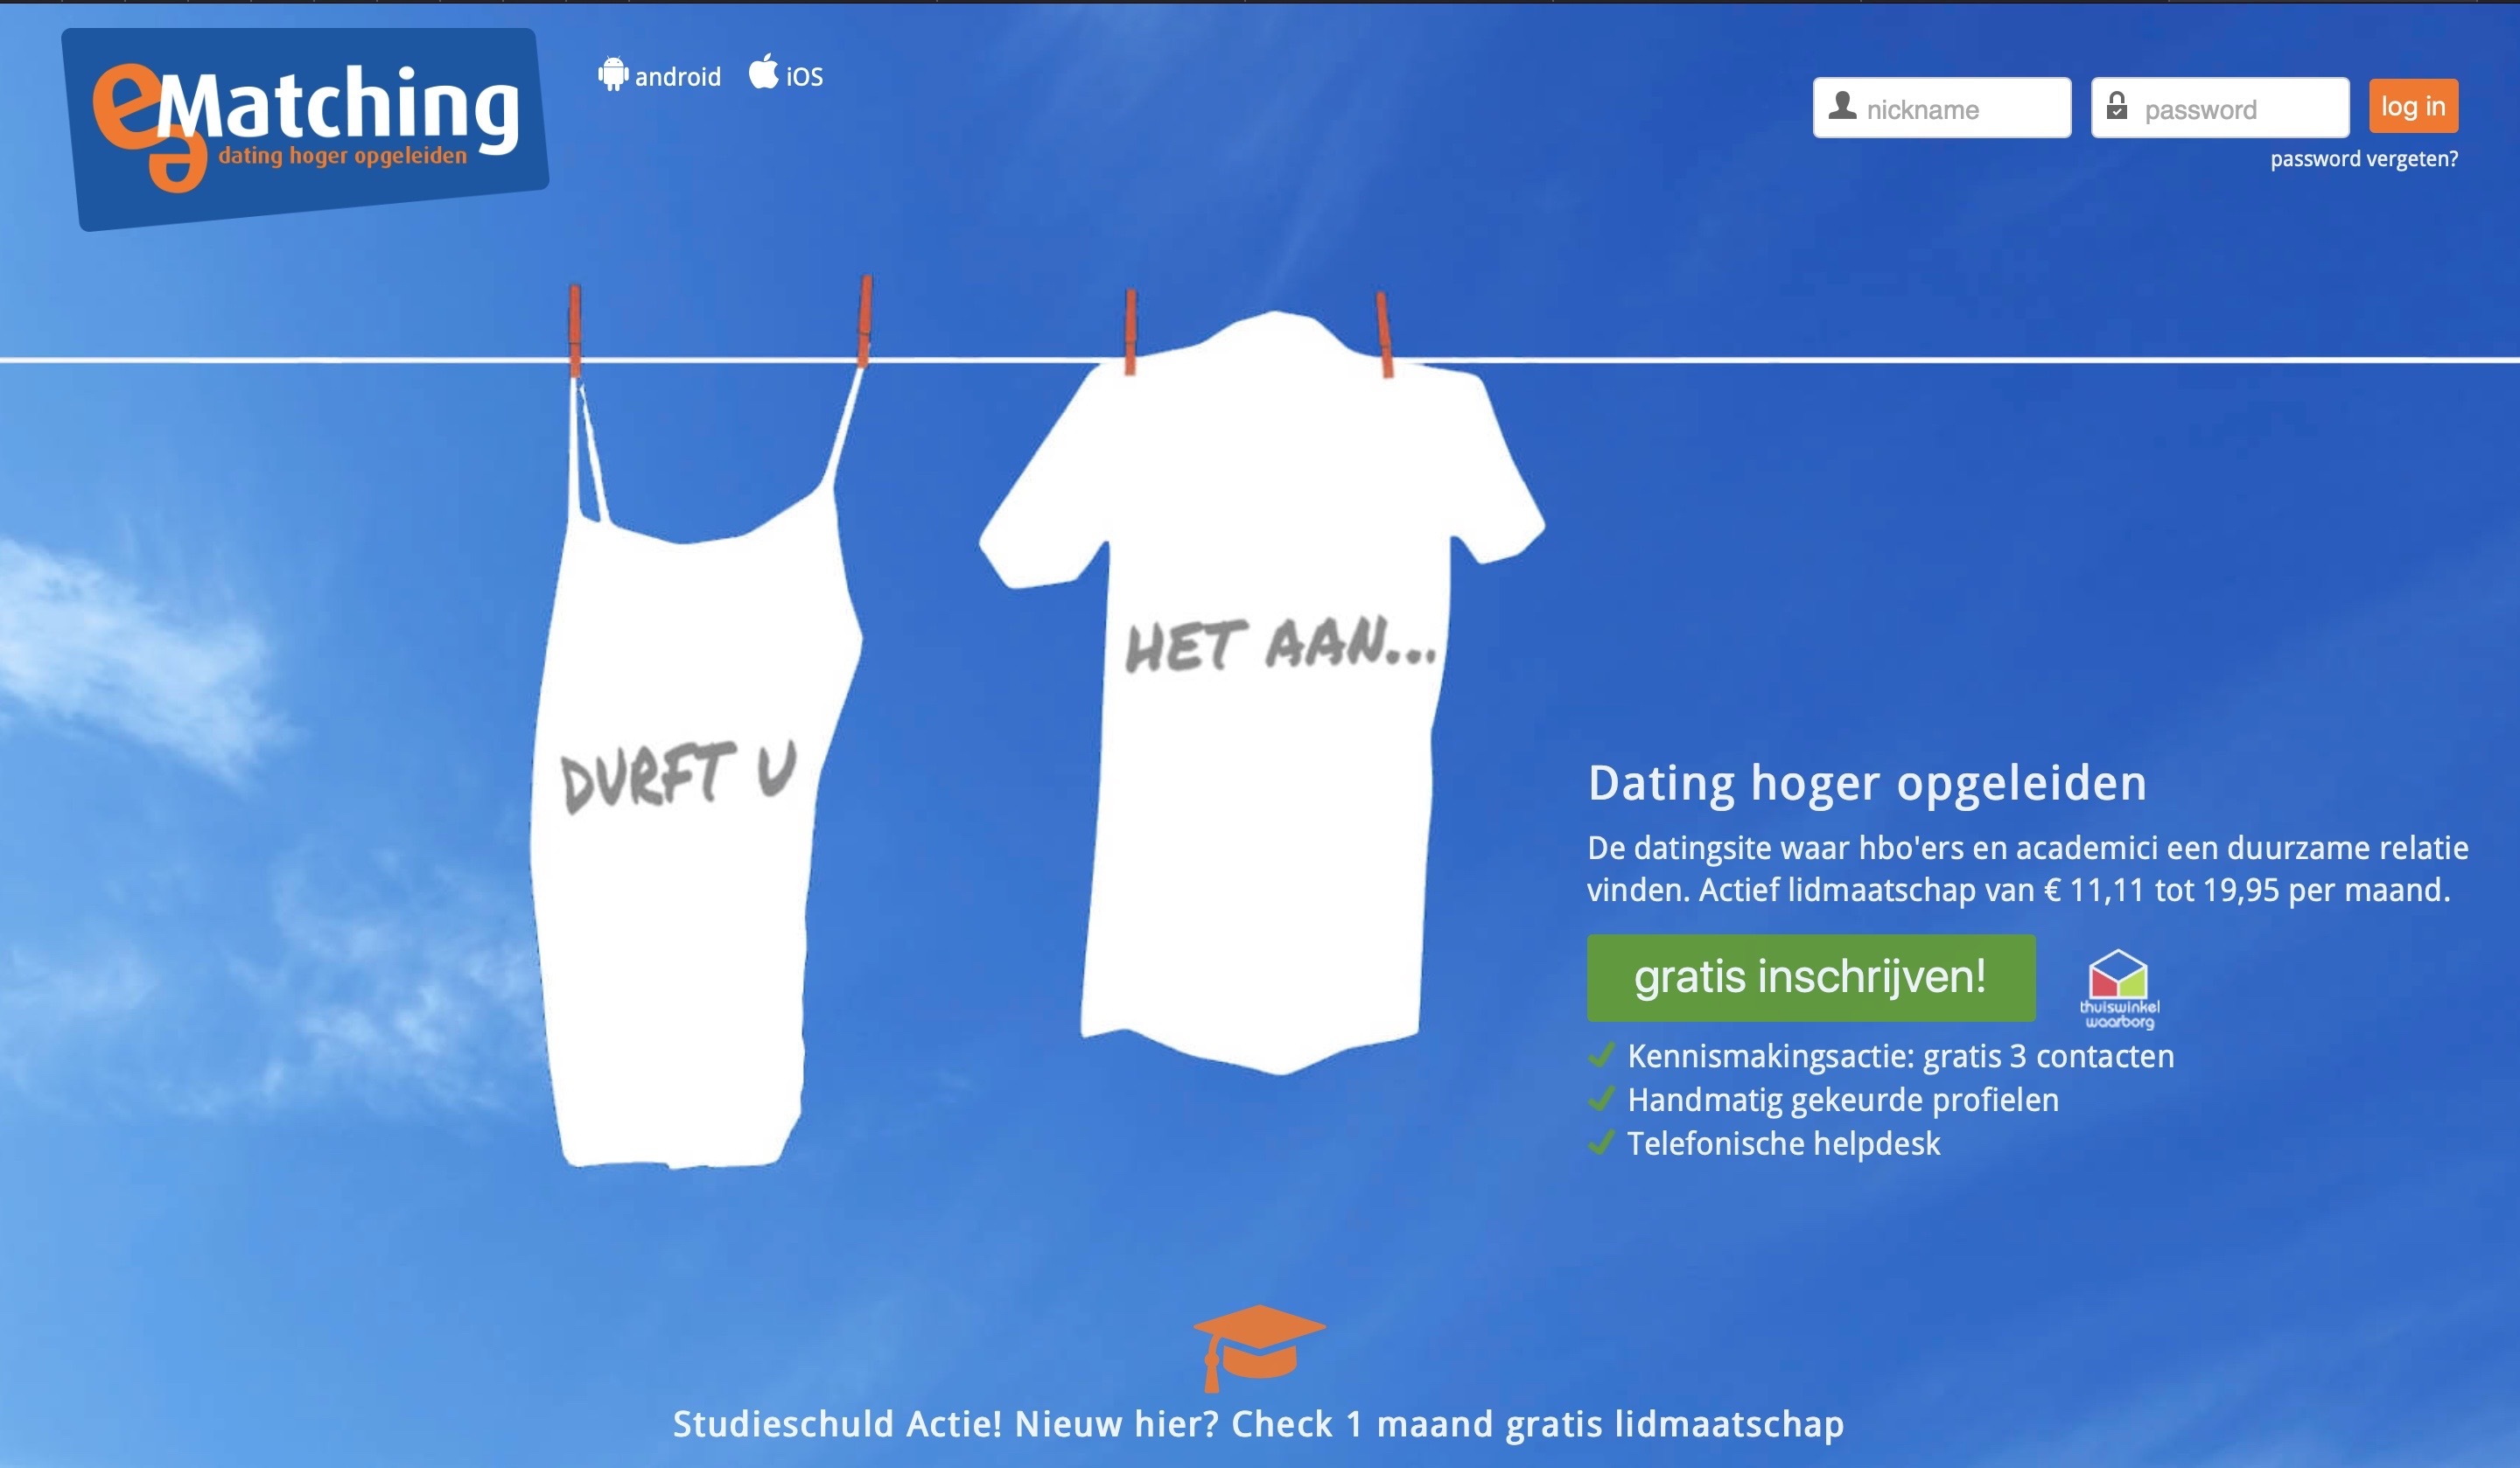 eMatching
dating hoger opgeleiden
android
iOS
nickname
password
log in
password vergeten?
DURFT U
HET AAN...
Dating hoger opgeleiden
De datingsite waar hbo'ers en academici een duurzame relatie
vinden. Actief lidmaatschap van € 11,11 tot 19,95 per maand.
gratis inschrijven!
thuiswinkel
waarborg
Kennismakingsactie: gratis 3 contacten
Handmatig gekeurde profielen
Telefonische helpdesk
Studieschuld Actie! Nieuw hier? Check 1 maand gratis lidmaatschap